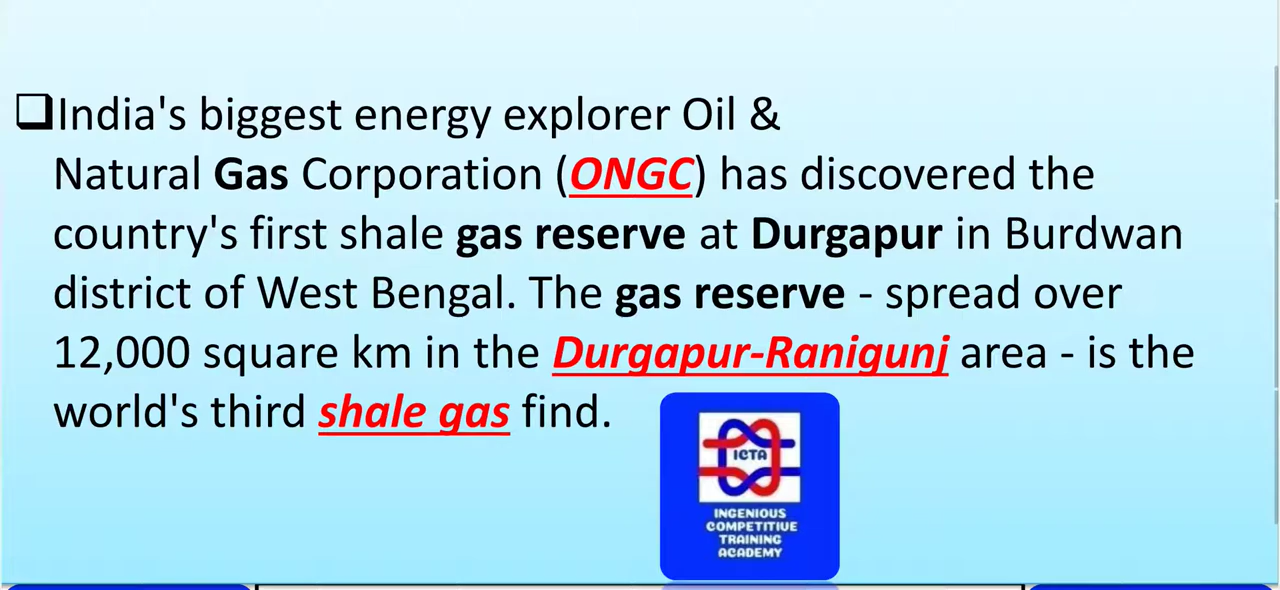 India's biggest energy explorer Oil &
Natural Gas Corporation (ONGC) has discovered the
country's first shale gas reserve at Durgapur in Burdwan
district of West Bengal. The gas reserve - spread over
12,000 square km in the Durgapur-Ranigunj area - is the
world's third shale gas find.
ICTA
INGENIOUS
COMPETITIVE
TRAINING
ACADEMY